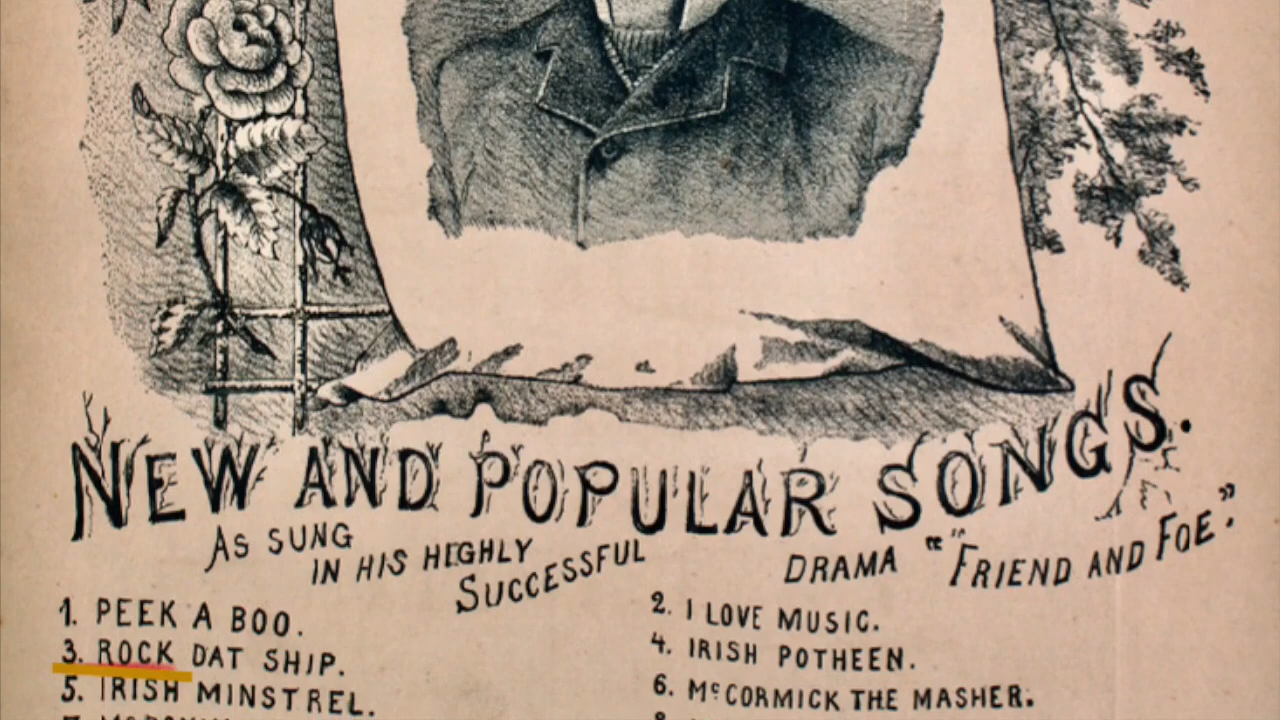 NEW AND POPULAR SONGS.
AS SUNG
IN HIS HIGHLY
SUCCESSFUL
DRAMA "FRIEND AND FOE."
1. PEEK A BOO.
2. I LOVE MUSIC.
3. ROCK DAT SHIP.
4. IRISH POTHEEN.
5. IRISH MINSTREL.
6. McCORMICK THE MASHER.